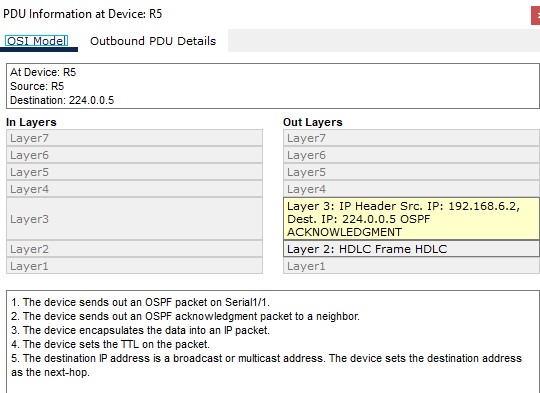 PDU Information at Device: R5
OSI Model
Outbound PDU Details
At Device: R5
Source: R5
Destination: 224.0.0.5
In Layers
Out Layers
Layer7
Layer7
Layer6
Layer6
Layer5
Layer5
Layer4
Layer4
Layer3
Layer 3: IP Header Src. IP: 192.168.6.2,
Dest. IP: 224.0.0.5 OSPF
ACKNOWLEDGMENT
Layer2
Layer 2: HDLC Frame HDLC
Layer1
Layer1
1. The device sends out an OSPF packet on Serial1/1.
2. The device sends out an OSPF acknowledgment packet to a neighbor.
3. The device encapsulates the data into an IP packet.
4. The device sets the TTL on the packet.
5. The destination IP address is a broadcast or multicast address. The device sets the destination address
as the next-hop.